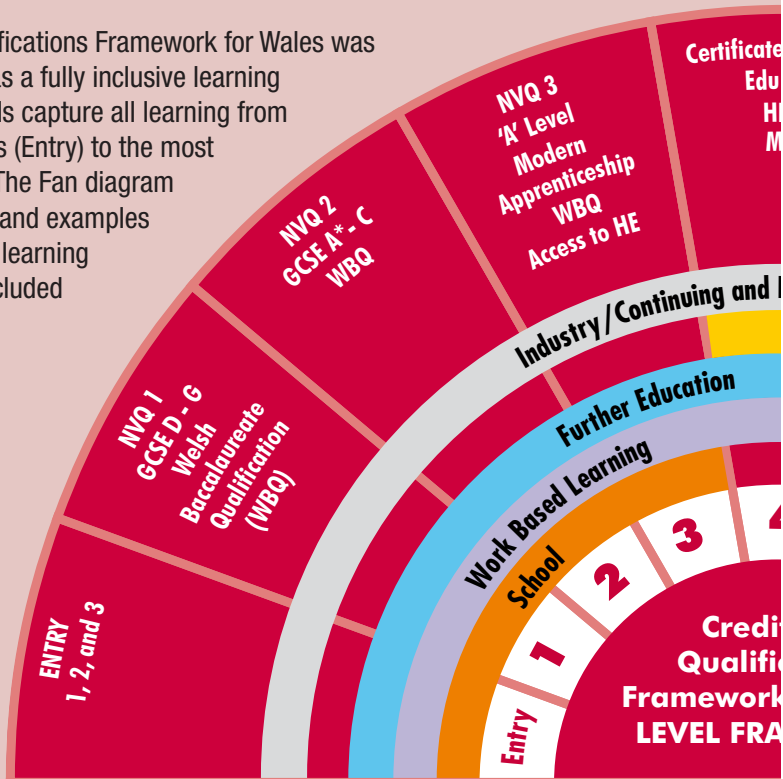 fications Framework for Wales was
as a fully inclusive learning
ls capture all learning from
s (Entry) to the most
The Fan diagram
and examples
learning
cluded
ENTRY
1, 2, and 3
NVQ 1
GCSE D - G
Welsh
Baccalaureate
Qualification
(WBQ)
NVQ 2
GCSE A* - C
WBQ
NVQ 3
‘A’ Level
Modern
Apprenticeship
WBQ
Access to HE
Certificate
Edu
H
M
Industry/Continuing and
Further Education
Work Based Learning
School
Entry
1
2
3
4
Credi
Qualific
Framework
LEVEL FRA